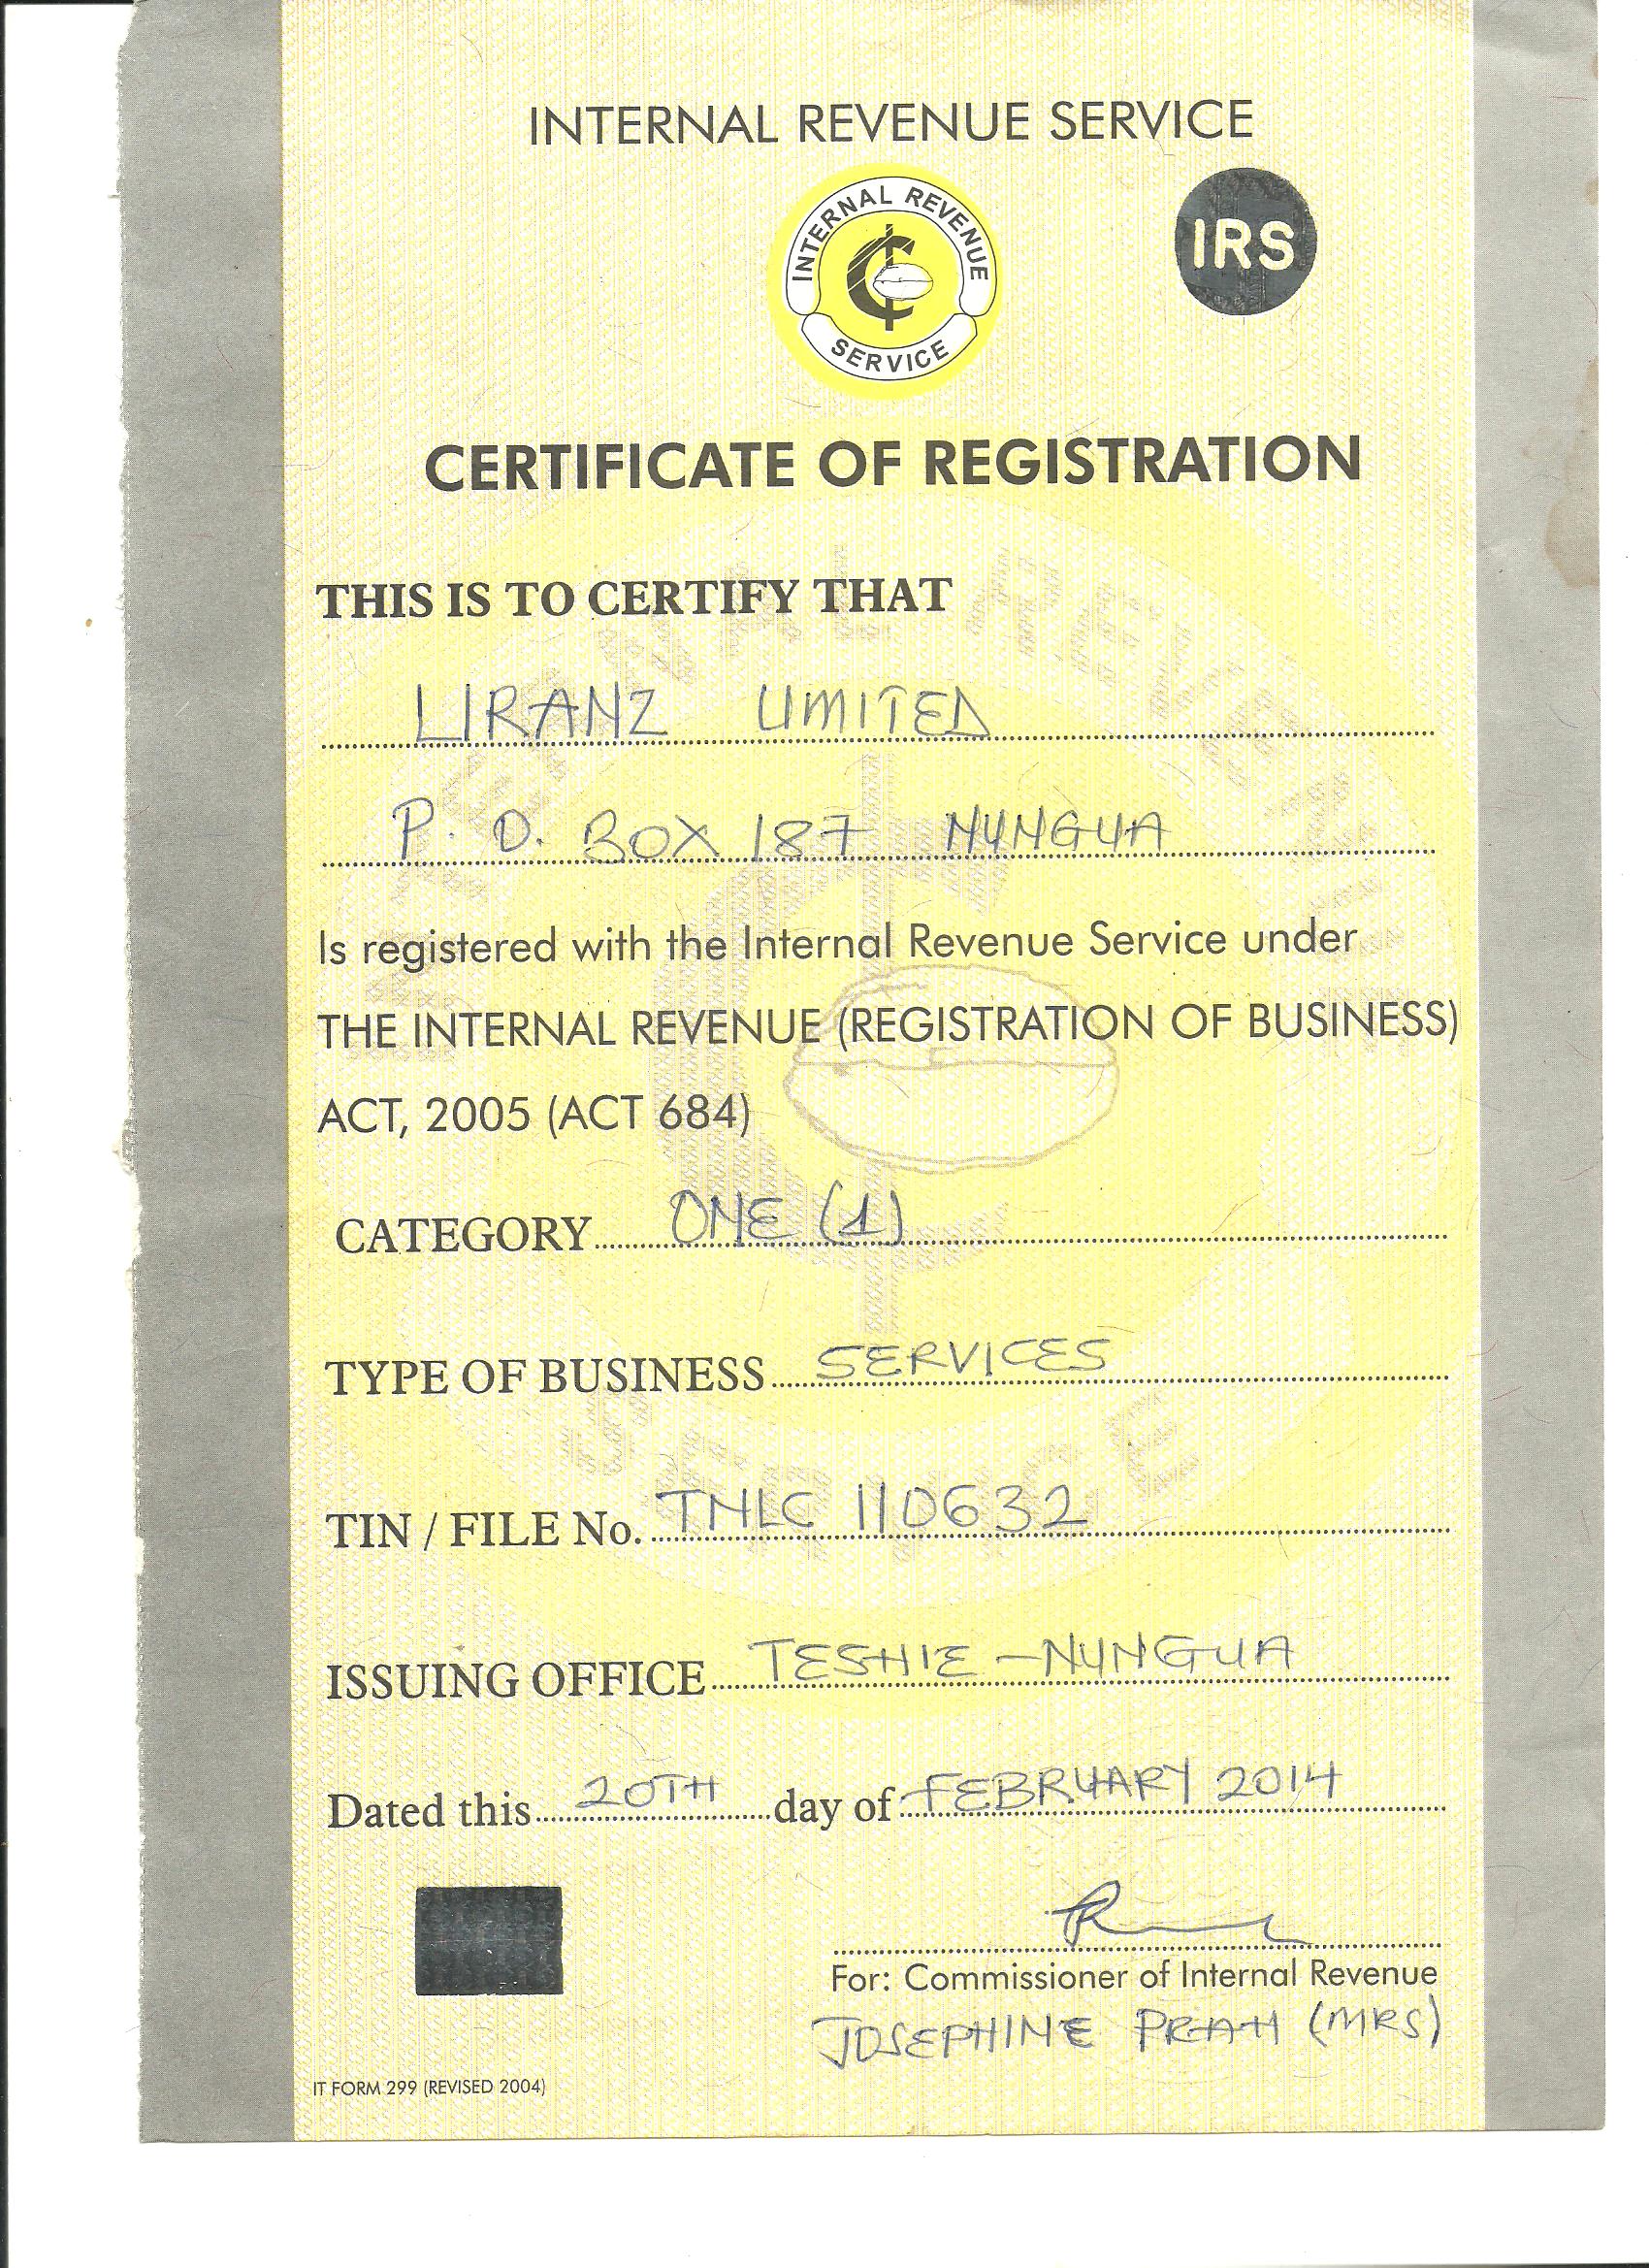 INTERNAL REVENUE SERVICE
INTERNAL REVENUE SERVICE
IRS
CERTIFICATE OF REGISTRATION
THIS IS TO CERTIFY THAT
LIRANZ LIMITED
P. O. BOX 187 NUNGUA
Is registered with the Internal Revenue Service under
THE INTERNAL REVENUE (REGISTRATION OF BUSINESS)
ACT, 2005 (ACT 684)
CATEGORY ONE (1)
TYPE OF BUSINESS SERVICES
TIN / FILE No. TNLC 110632
ISSUING OFFICE TESHIE - NUNGUA
Dated this 20TH day of FEBRUARY 2014
For: Commissioner of Internal Revenue
JOSEPHINE PRAH (MRS)
IT FORM 299 (REVISED 2004)